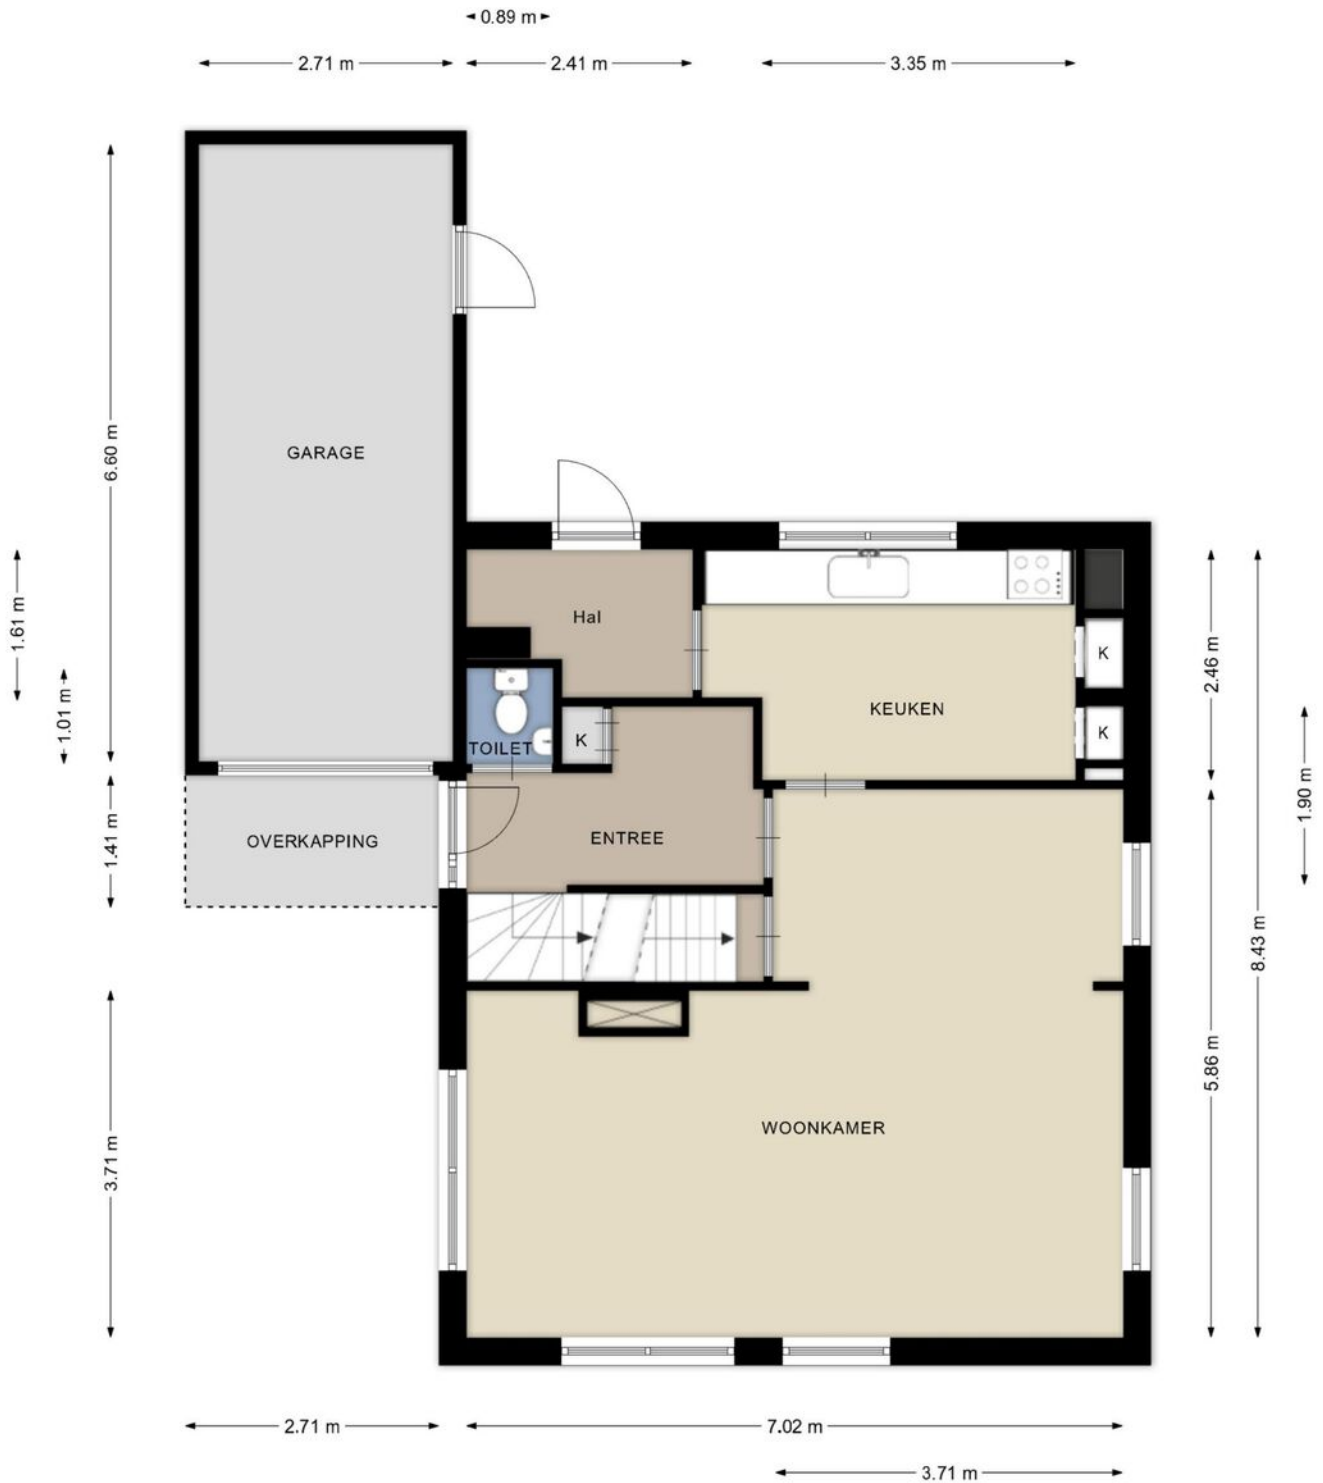 0.89 m
2.71 m
2.41 m
3.35 m
6.60 m
GARAGE
1.61 m
Hal
2.46 m
K
1.01 m
KEUKEN
TOILET
K
K
1.90 m
1.41 m
OVERKAPPING
ENTREE
8.43 m
5.86 m
3.71 m
WOONKAMER
2.71 m
7.02 m
3.71 m